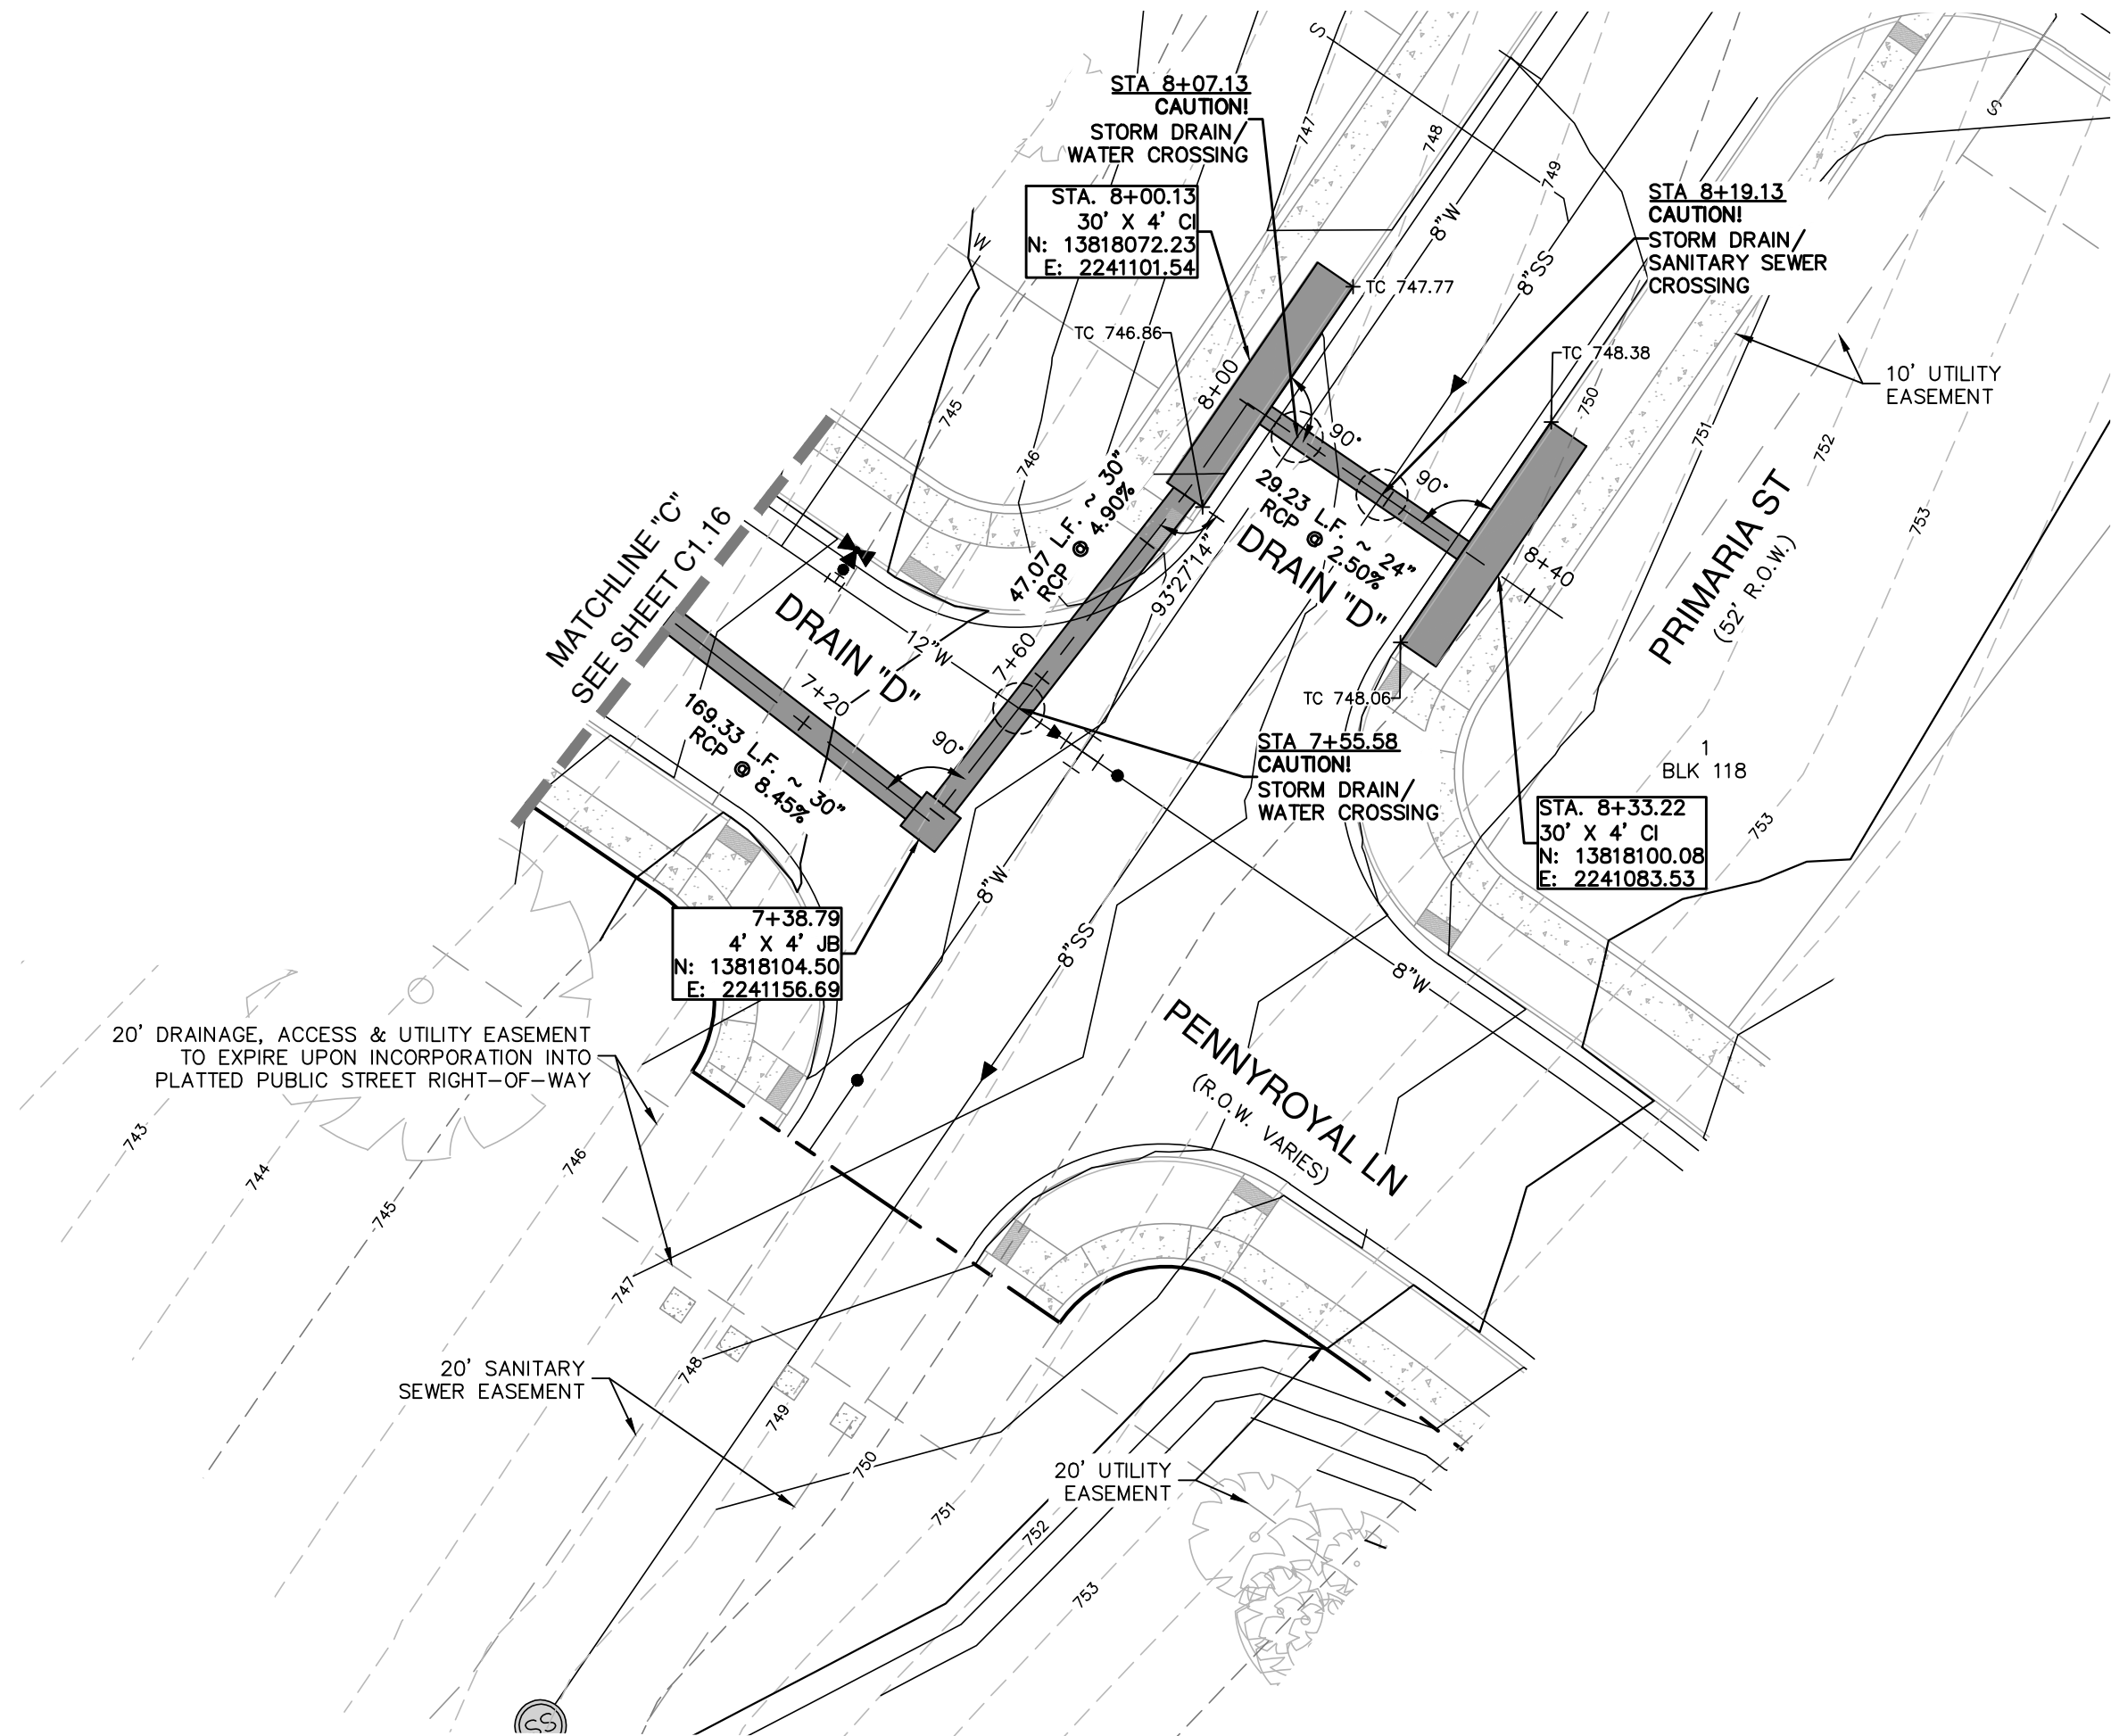 STA 8+07.13
CAUTION!
STORM DRAIN/
WATER CROSSING
STA. 8+00.13
30' X 4' CI
N: 13818072.23
E: 2241101.54
TC 746.86
TC 747.77
STA 8+19.13
CAUTION!
STORM DRAIN/
SANITARY SEWER
CROSSING
TC 748.38
10' UTILITY
EASEMENT
S
S
W
747
748
749
8"W
8"SS
745
746
750
751
752
753
8+00
90°
90°
8+40
47.07 L.F. ~ 30"
RCP @ 4.90%
29.23 L.F. ~ 24"
RCP @ 2.50%
DRAIN "D"
93°27'14"
PRIMARIA ST
(52' R.O.W.)
MATCHLINE "C"
SEE SHEET C1.16
DRAIN "D"
12"W
7+60
7+20
90°
169.33 L.F. ~ 30"
RCP @ 8.45%
TC 748.06
STA 7+55.58
CAUTION!
STORM DRAIN/
WATER CROSSING
1
BLK 118
753
STA. 8+33.22
30' X 4' CI
N: 13818100.08
E: 2241083.53
7+38.79
4' X 4' JB
N: 13818104.50
E: 2241156.69
8"W
8"SS
8"W
PENNYROYAL LN
(R.O.W. VARIES)
20' DRAINAGE, ACCESS & UTILITY EASEMENT
TO EXPIRE UPON INCORPORATION INTO
PLATTED PUBLIC STREET RIGHT-OF-WAY
743
744
745
746
747
748
749
750
751
752
753
20' SANITARY
SEWER EASEMENT
20' UTILITY
EASEMENT
SS